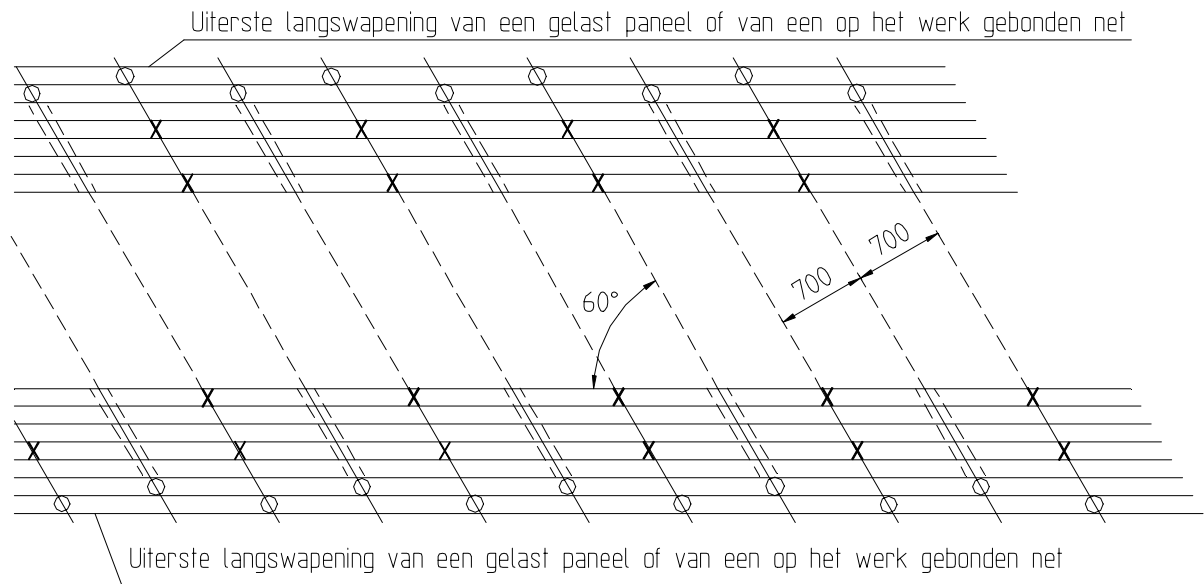 Uiterste langswapening van een gelast paneel of van een op het werk gebonden net
700
700
60°
Uiterste langswapening van een gelast paneel of van een op het werk gebonden net